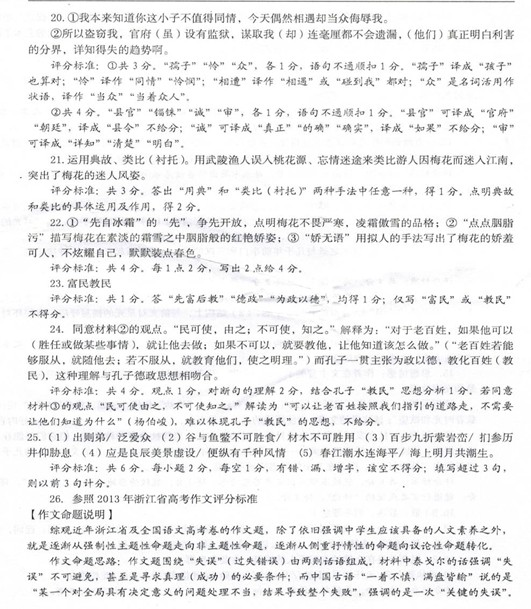 20.①我本来知道你这小子不值得同情，今天偶然相遇却当众侮辱我。
②所以盗窃我，官府（虽）设有监狱，谋取我（却）连毫厘都不会遗漏，（他们）真正明白利害
的分界，详知得失的趋势啊。
评分标准：①共3分。“孺子”“怜”“众”，各1分，语句不通顺扣1分。“孺子”译成“孩子”
也算对；“怜”译作“同情”“怜悯”；“相遭”译作“相遇”或“碰到我”都对；“众”是名词活用作
状语，译作“当众”“当着众人”。
②共4分。“县官”“锱铢”“诚”“审”，各1分，语句不通顺扣1分。“县官”可译成“官府”
“朝廷”，译成“县令”不给分；“诚”可译成“真正”“的确”“确实”，译成“如果”不给分；“审”
可译成“详知”“清楚”“明白”。
21.运用典故、类比（衬托）。用武陵渔人误入桃花源、忘情迷途来类比游人因梅花而迷人江南，
突出了梅花的迷人风姿。
评分标准：共3分。答出“用典”和“类比（衬托）”两种手法中任意一种，得1分。点明典故
和类比的具体运用及作用，得2分。
22.①“先自冰霜”的“先”，争先开放，点明梅花不畏严寒，凌霜傲雪的品格；②“点点胭脂
污”描写梅花在素淡的霜雪之中胭脂般的红艳娇姿；③“娇无语”用拟人的手法写出了梅花的娇羞
可人，不炫耀自己，默默装点春色。
评分标准：共4分。每1点2分，写出2点给4分。
23.富民教民
评分标准：共1分。答“先富后教”“德政”“为政以德”，均得1分；仅写“富民”或“教民”
不得分。
24. 同意材料②的观点。“民可使，由之；不可使，知之。”解释为：“对于老百姓，如果他可以
（胜任或做某些事情），就让他去做；如果不可以，就要教他，让他知道该怎么做。”（“老百姓若能
够服从，就随他去；若不服从，就教育他们，使之明理。”）而孔子一贯主张为政以德，教化百姓（教
民），这种理解与孔子德政思想相吻合。
评分标准：共4分。观点1分，对断句的理解2分，结合孔子“教民”思想分析1分。若同意
材料③的观点“民可使由之，不可使知之。”解读为“可以让老百姓按照我们指引的道路走，不需要
让他们知道为什么”（杨伯峻），难以体现孔子“教民”的思想，不给分。
25.（1）出则弟/ 泛爱众（2）谷与鱼鳖不可胜食/ 材木不可胜用（3）百步九折萦岩峦/ 扪参历
井仰胁息（4）应是良辰美景虚设/ 便纵有千种风情 （5）春江潮水连海平/ 海上明月共潮生。
评分标准：共6分。每小题2分，每空1分，有错、漏、增字，该空不得分；填写超过3句，
则以前3句计分。
26. 参照2013年浙江省高考作文评分标准
【作文命题说明】
综观近年浙江省及全国语文高考卷的作文题，除了依旧强调中学生应该具备的人文素养之外，
就是逐渐从强制性主题性命题走向非主题性命题，逐渐从侧重抒情性的命题向议论性命题转化。
作文命题思路：作文题围绕“失误”（过失错误）由两则话语组成。材料中泰戈尔的话强调“失
误”不可避免，甚至是寻求真理（成功）的必要条件；而中国古语“一着不慎，满盘皆输”说的是
“某一个对全局具有决定意义的问题处理不当，结果导致整个失败”，强调的是一次“关键的失误”。